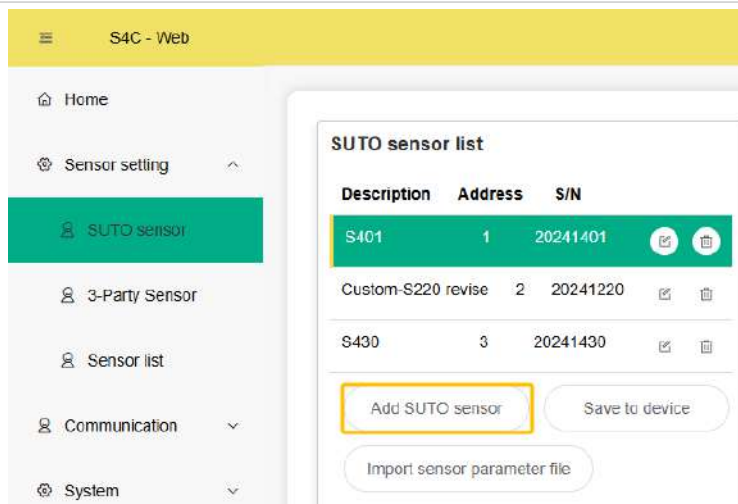 S4C - Web
Home
Sensor setting
SUTO sensor
3-Party Sensor
Sensor list
Communication
System
SUTO sensor list
Description Address S/N
S401 1 20241401
Custom-S220 revise 2 20241220
S430 3 20241430
Add SUTO sensor Save to device
Import sensor parameter file